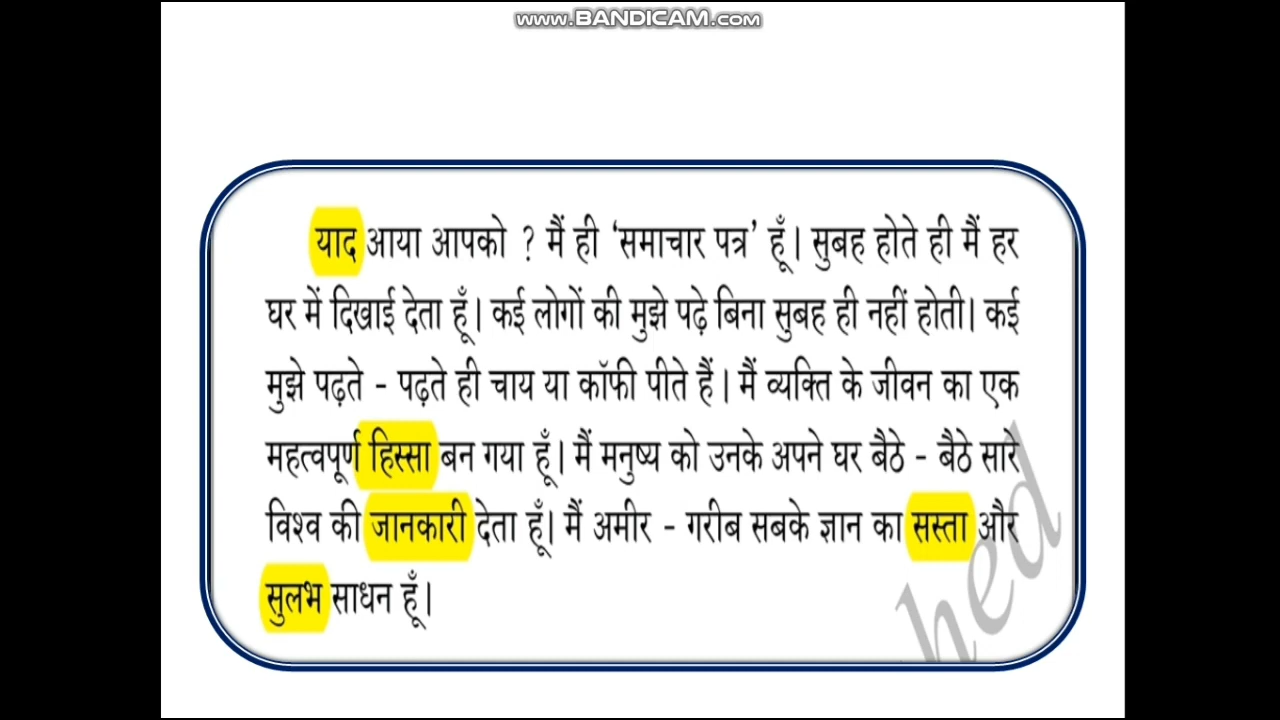 www.BANDICAM.com
याद आया आपको ? मैं ही ‘समाचार पत्र’ हूँ। सुबह होते ही मैं हर
घर में दिखाई देता हूँ। कई लोगों की मुझे पढ़े बिना सुबह ही नहीं होती। कई
मुझे पढ़ते - पढ़ते ही चाय या कॉफी पीते हैं। मैं व्यक्ति के जीवन का एक
महत्वपूर्ण हिस्सा बन गया हूँ। मैं मनुष्य को उनके अपने घर बैठे - बैठे सारे
विश्व की जानकारी देता हूँ। मैं अमीर - गरीब सबके ज्ञान का सस्ता और
सुलभ साधन हूँ।
hed